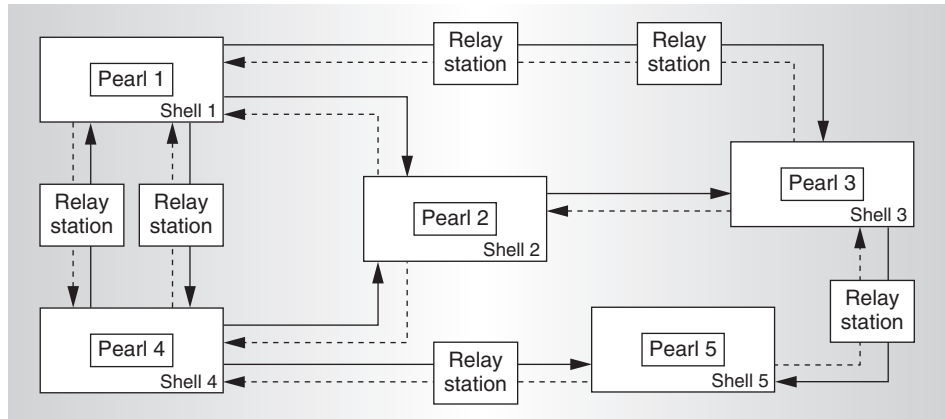 Relay
station
Relay
station
Pearl 1
Shell 1
Pearl 3
Shell 3
Relay
station
Relay
station
Pearl 2
Shell 2
Relay
station
Pearl 4
Shell 4
Relay
station
Pearl 5
Shell 5